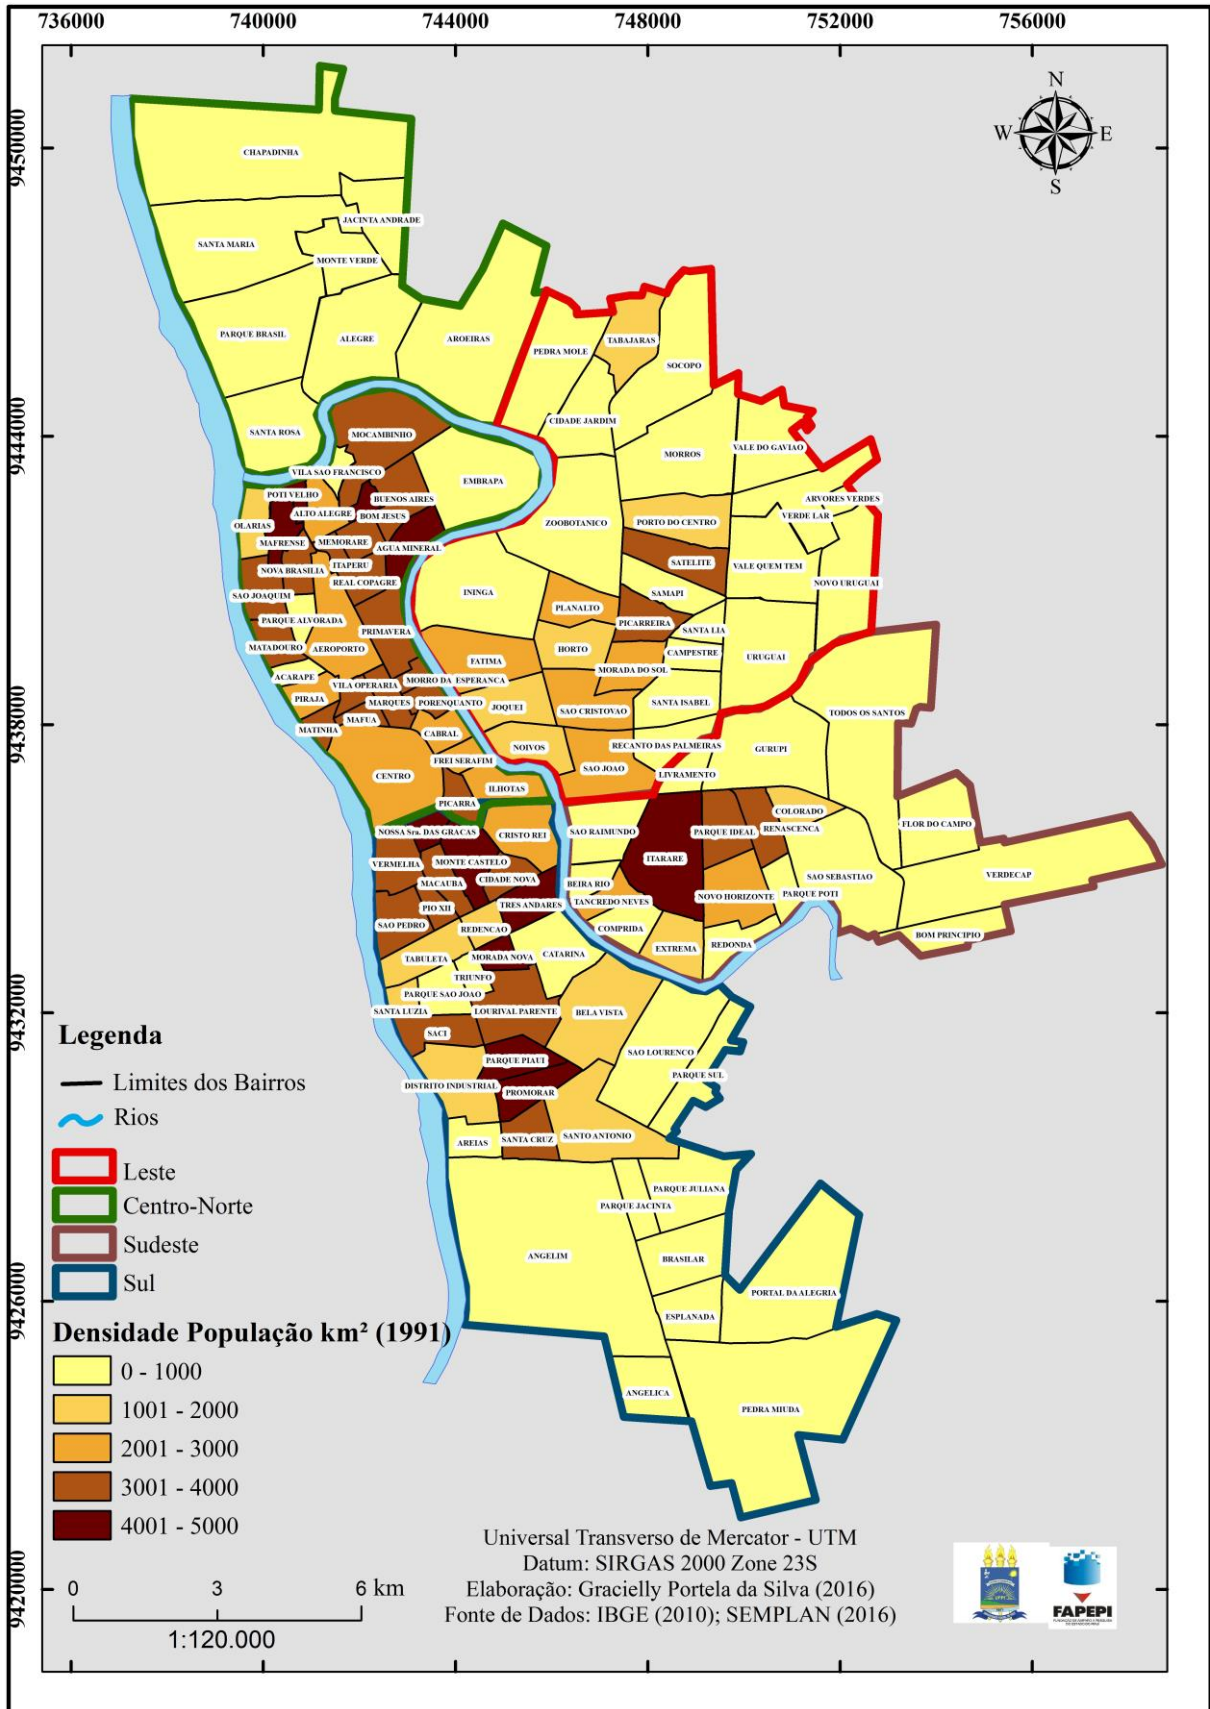 736000
740000
744000
748000
752000
756000
9450000
9444000
9438000
9432000
9426000
9420000
N
W
E
S
CHAPADINHA
JACINTA ANDRADE
SANTA MARIA
MONTE VERDE
PARQUE BRASIL
ALEGRE
AROEIRAS
PEDRA MOLE
TABAJARAS
SOCOPO
SANTA ROSA
MOCAMBINHO
CIDADE JARDIM
MORROS
VALE DO GAVIAO
VILA SAO FRANCISCO
EMBRAPA
POTI VELHO
BUENOS AIRES
ARVORES VERDES
OLARIAS
ALTO ALEGRE
BOM JESUS
ZOOBOTANICO
PORTO DO CENTRO
VERDE LAR
MAFRENSE
MEMORARE
AGUA MINERAL
SATELITE
VALE QUEM TEM
NOVA BRASILIA
ITAPERU
REAL COPAGRE
NOVO URUGUAI
SAO JOAQUIM
ININGA
SAMAPI
PLANALTO
PARQUE ALVORADA
PRIMAVERA
PICARREIRA
SANTA LIA
MATADOURO
AEROPORTO
HORTO
CAMPESTRE
URUGUAI
FATIMA
MORADA DO SOL
ACARAPE
VILA OPERARIA
MORRO DA ESPERANCA
PIRAJA
MARQUES
PORENQUANTO
JOQUEI
SAO CRISTOVAO
SANTA ISABEL
TODOS OS SANTOS
MATINHA
MAFUA
CABRAL
NOIVOS
RECANTO DAS PALMEIRAS
GURUPI
FREI SERAFIM
SAO JOAO
LIVRAMENTO
CENTRO
ILHOTAS
PICARRA
COLORADO
NOSSA Sra. DAS GRACAS
CRISTO REI
SAO RAIMUNDO
PARQUE IDEAL
RENASCENCA
FLOR DO CAMPO
VERMELHA
MONTE CASTELO
ITARARE
MACAUBA
CIDADE NOVA
BEIRA RIO
SAO SEBASTIAO
VERDECAP
PIO XII
TRES ANDARES
TANCREDO NEVES
NOVO HORIZONTE
PARQUE POTI
SAO PEDRO
REDENCAO
COMPRIDA
BOM PRINCIPIO
TABULETA
MORADA NOVA
CATARINA
EXTREMA
REDONDA
TRIUNFO
PARQUE SAO JOAO
SANTA LUZIA
LOURIVAL PARENTE
BELA VISTA
SACI
SAO LOURENCO
PARQUE PIAUI
PARQUE SUL
DISTRITO INDUSTRIAL
PROMORAR
AREIAS
SANTA CRUZ
SANTO ANTONIO
PARQUE JULIANA
PARQUE JACINTA
ANGELIM
BRASILAR
PORTAL DA ALEGRIA
ESPLANADA
ANGELICA
PEDRA MIUDA
Legenda
Limites dos Bairros
Rios
Leste
Centro-Norte
Sudeste
Sul
Densidade População km² (1991)
0 - 1000
1001 - 2000
2001 - 3000
3001 - 4000
4001 - 5000
0 3 6 km
1:120.000
Universal Transverso de Mercator - UTM
Datum: SIRGAS 2000 Zone 23S
Elaboração: Gracielly Portela da Silva (2016)
Fonte de Dados: IBGE (2010); SEMPLAN (2016)
FAPEPI